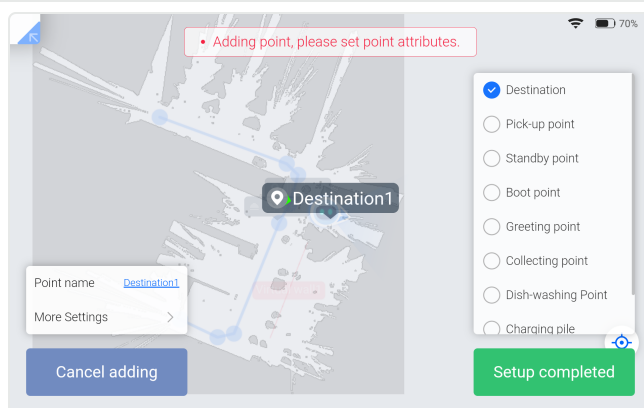 70%
• Adding point, please set point attributes.
Destination
Pick-up point
Standby point
Boot point
Greeting point
Collecting point
Dish-washing Point
Charging pile
Destination1
Point name Destination1
More Settings
Cancel adding
Setup completed